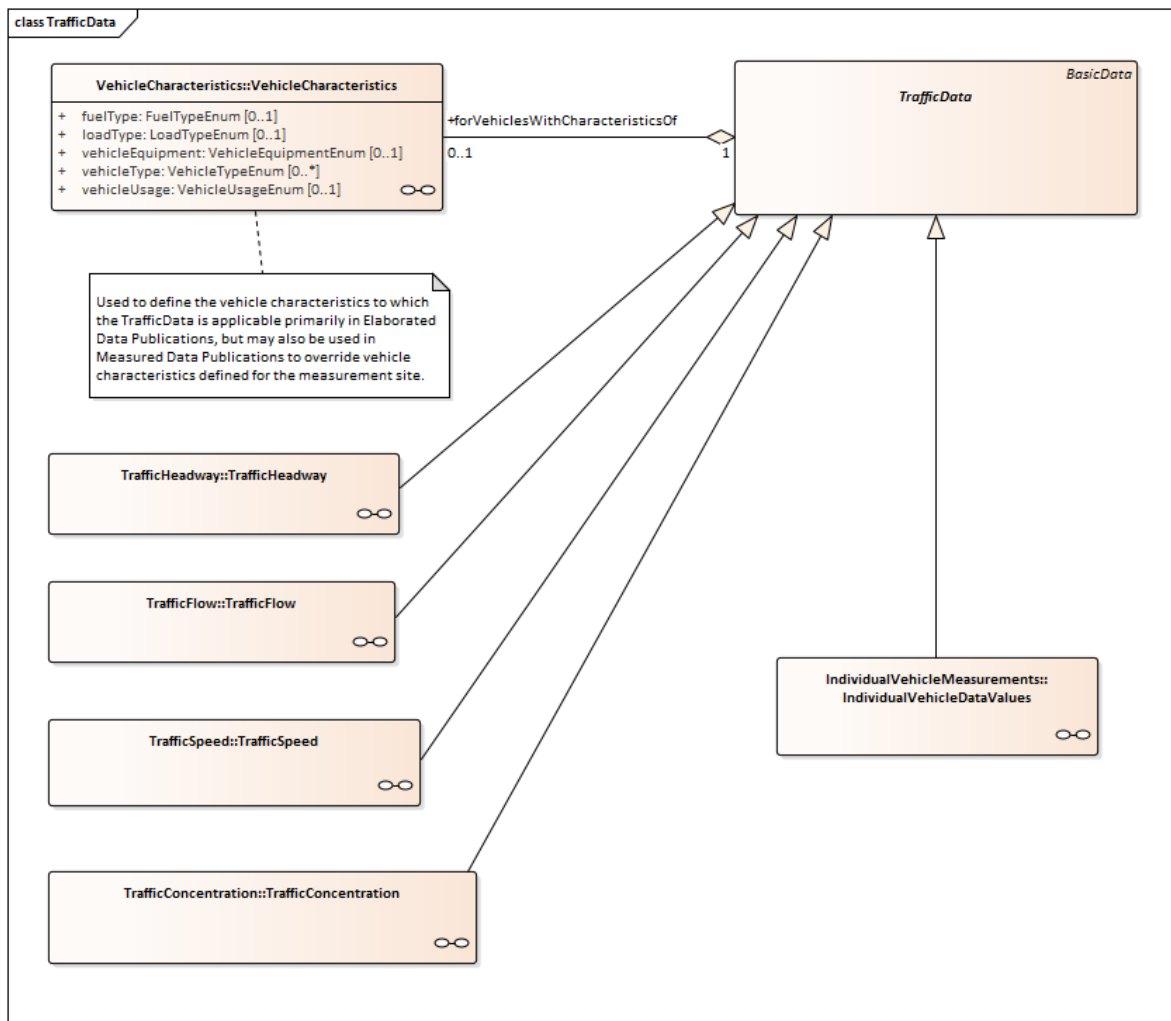 class TrafficData
VehicleCharacteristics::VehicleCharacteristics
+ fuelType: FuelTypeEnum [0..1]
+ loadType: LoadTypeEnum [0..1]
+ vehicleEquipment: VehicleEquipmentEnum [0..1]
+ vehicleType: VehicleTypeEnum [0..*]
+ vehicleUsage: VehicleUsageEnum [0..1]
+forVehiclesWithCharacteristicsOf
0..1
1
BasicData
TrafficData
Used to define the vehicle characteristics to which
the TrafficData is applicable primarily in Elaborated
Data Publications, but may also be used in
Measured Data Publications to override vehicle
characteristics defined for the measurement site.
TrafficHeadway::TrafficHeadway
TrafficFlow::TrafficFlow
IndividualVehicleMeasurements::
IndividualVehicleDataValues
TrafficSpeed::TrafficSpeed
TrafficConcentration::TrafficConcentration